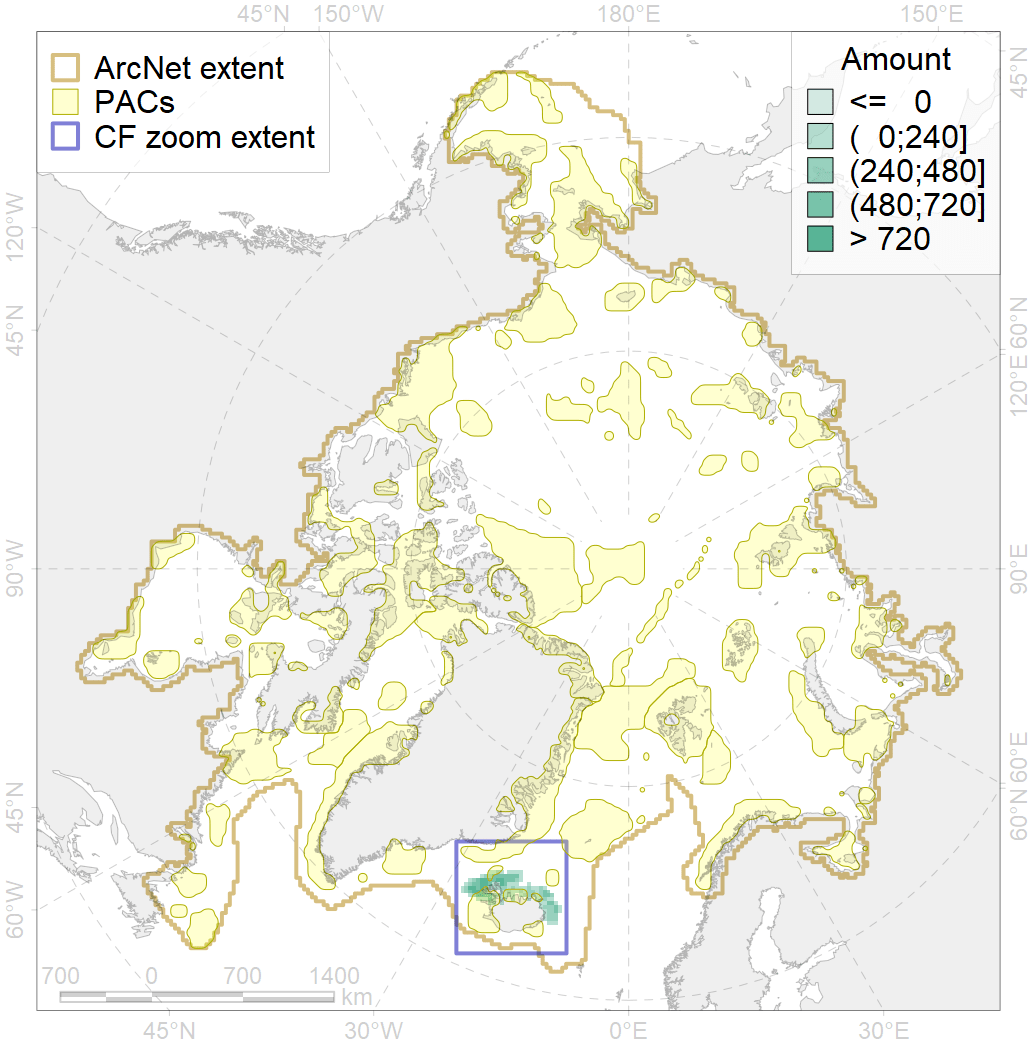 45°N 150°W 180°E 150°E
ArcNet extent
PACs
CF zoom extent
Amount
<= 0
( 0;240]
(240;480]
(480;720]
> 720
45°N
120°W
45°N
90°W
45°N
60°W
60°N
120°E
90°E
60°E
60°N
700 0 700 1400
km
45°N 30°W 0°E 30°E